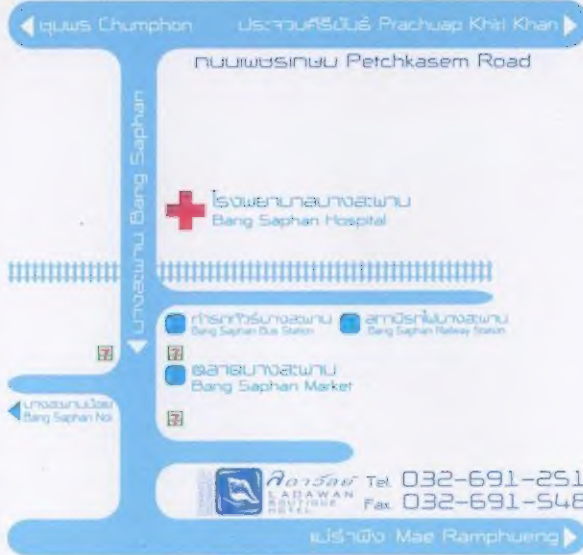 ชุมพร Chumphon
ประจวบคีรีขันธ์ Prachuap Khiri Khan
ถนนเพชรเกษม Petchkasem Road
บางสะพาน Bang Saphan
โรงพยาบาลบางสะพาน
Bang Saphan Hospital
ท่ารถทัวร์บางสะพาน
Bang Saphan Bus Station
สถานีรถไฟบางสะพาน
Bang Saphan Railway Station
7
7
ตลาดบางสะพาน
Bang Saphan Market
บางสะพานน้อย
Bang Saphan Noi
7
ลดาวัลย์
LADAWAN
BOUTIQUE
HOTEL
Tel. 032-691-251
Fax. 032-691-548
แม่รำพึง Mae Ramphueng